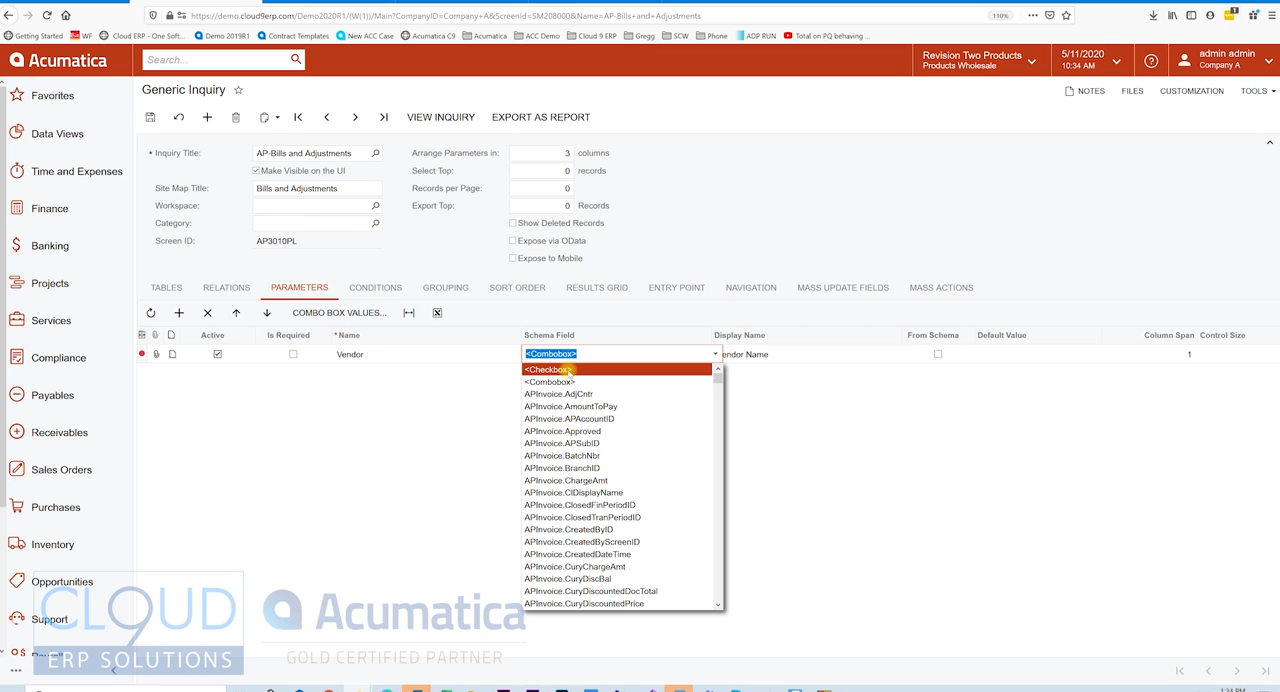 https://demo.cloud9erp.com/Demo2020R1/(W(1))/Main?CompanyID=Company+A&ScreenId=SM208000&Name=AP-Bills+and+Adjustments
110%
Getting Started
WF
Cloud ERP - One Soft...
Demo 2019R1
Contract Templates
New ACC Case
Acumatica C9
Acumatica
ACC Demo
Cloud 9 ERP
Gregg
SCW
Phone
ADP RUN
Total on PQ behaving ...
Acumatica
Search...
Revision Two Products
Products Wholesale
5/11/2020
10:34 AM
admin admin
Company A
Favorites
Data Views
Time and Expenses
Finance
Banking
Projects
Services
Compliance
Payables
Receivables
Sales Orders
Purchases
Inventory
Opportunities
Support
Generic Inquiry
NOTES
FILES
CUSTOMIZATION
TOOLS
VIEW INQUIRY
EXPORT AS REPORT
* Inquiry Title:
AP-Bills and Adjustments
Arrange Parameters in:
3
columns
Make Visible on the UI
Select Top:
0
records
Site Map Title:
Bills and Adjustments
Records per Page:
0
Workspace:
Export Top:
0
Records
Category:
Show Deleted Records
Screen ID:
AP3010PL
Expose via OData
Expose to Mobile
TABLES
RELATIONS
PARAMETERS
CONDITIONS
GROUPING
SORT ORDER
RESULTS GRID
ENTRY POINT
NAVIGATION
MASS UPDATE FIELDS
MASS ACTIONS
COMBO BOX VALUES...
Active
Is Required
* Name
Schema Field
Display Name
From Schema
Default Value
Column Span
Control Size
Vendor
<Combobox>
endor Name
1
<Checkbox>
<Combobox>
APInvoice.AdjCntr
APInvoice.AmountToPay
APInvoice.APAccountID
APInvoice.Approved
APInvoice.APSubID
APInvoice.BatchNbr
APInvoice.BranchID
APInvoice.ChargeAmt
APInvoice.ClDisplayName
APInvoice.ClosedFinPeriodID
APInvoice.ClosedTranPeriodID
APInvoice.CreatedByID
APInvoice.CreatedByScreenID
APInvoice.CreatedDateTime
APInvoice.CuryChargeAmt
APInvoice.CuryDiscBal
APInvoice.CuryDiscountedDocTotal
APInvoice.CuryDiscountedPrice
CLOUD
9
ERP SOLUTIONS
Acumatica
GOLD CERTIFIED PARTNER
1:34 PM